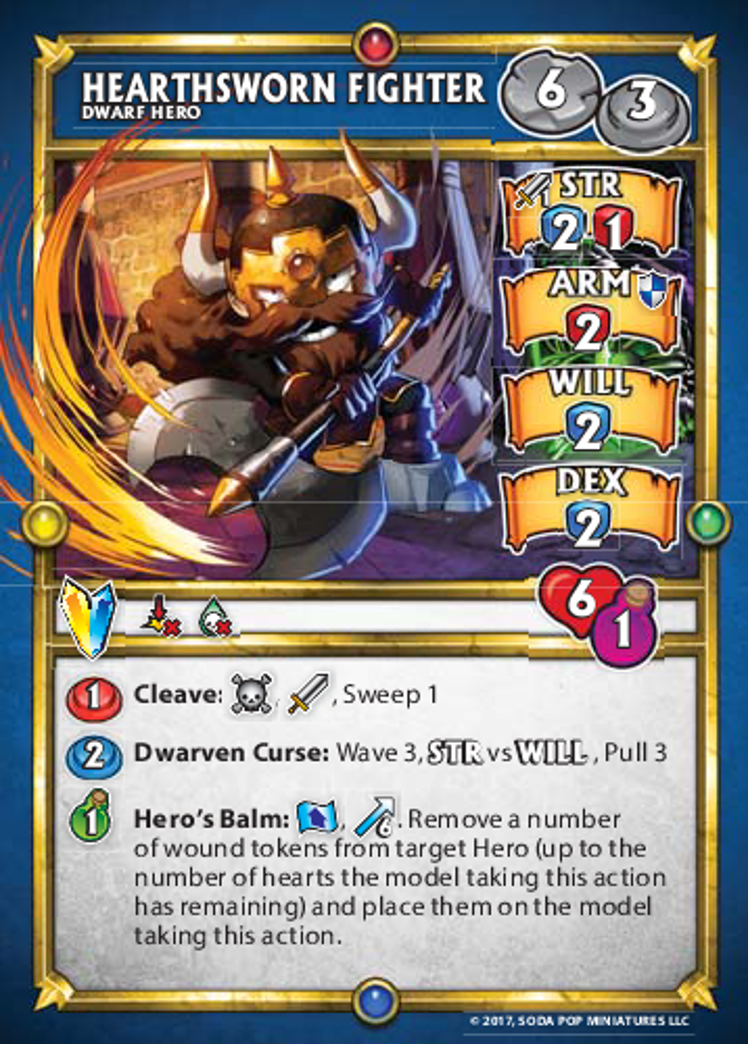 HEARTHSWORN FIGHTER
DWARF HERO
6 3
STR
1
2 1
ARM
2
WILL
2
DEX
2
6
1
1 Cleave: , , Sweep 1
2 Dwarven Curse: Wave 3, STR vs WILL , Pull 3
1 Hero's Balm: , 6. Remove a number
of wound tokens from target Hero (up to the
number of hearts the model taking this action
has remaining) and place them on the model
taking this action.
© 2017, SODA POP MINIATURES LLC